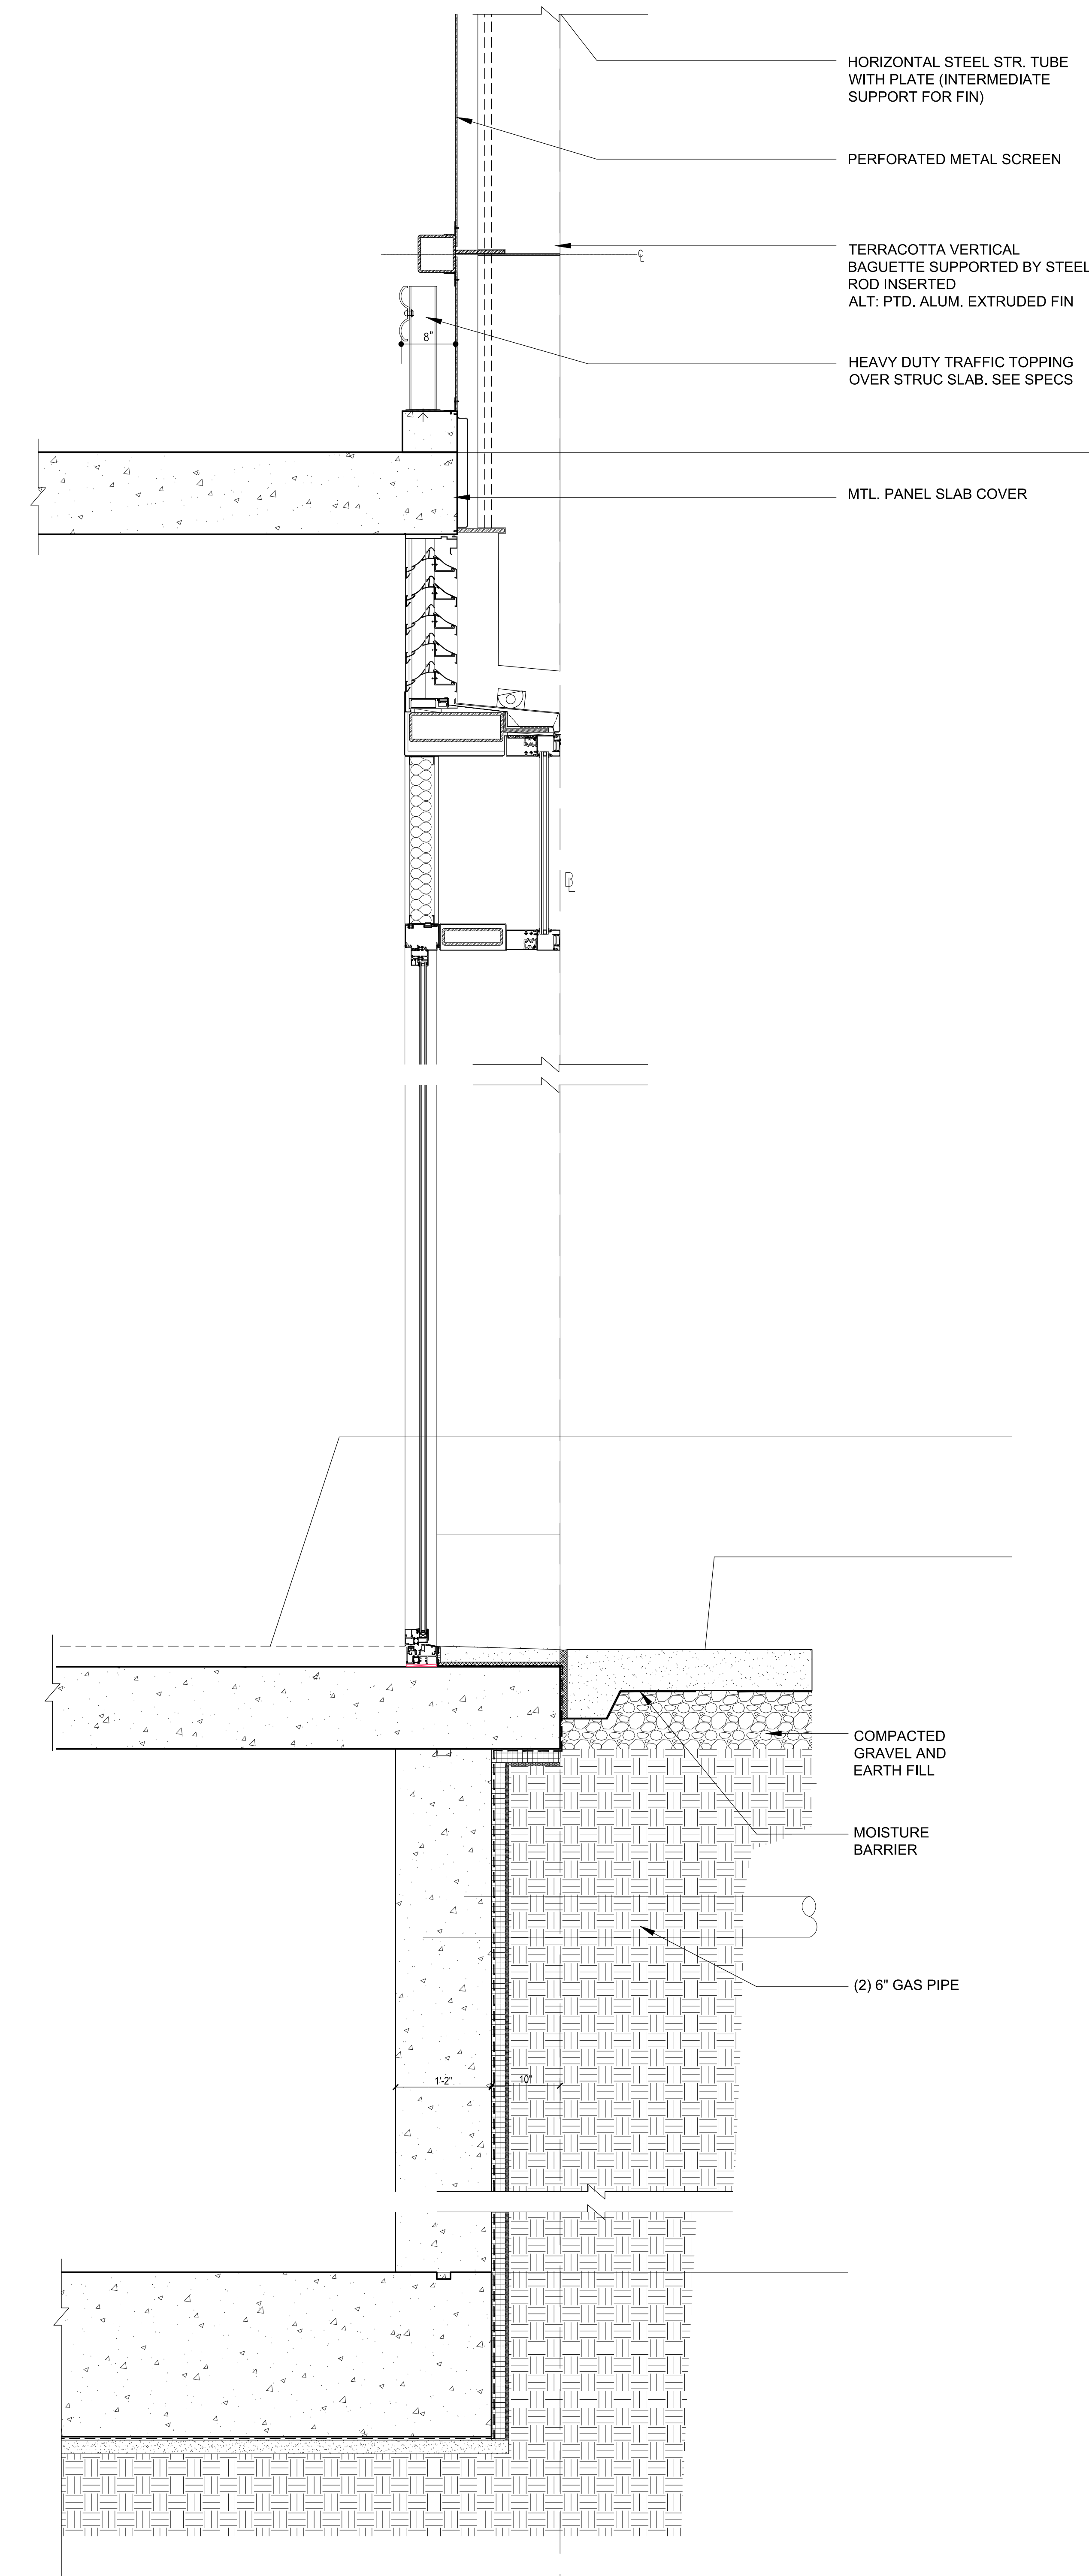 HORIZONTAL STEEL STR. TUBE
WITH PLATE (INTERMEDIATE
SUPPORT FOR FIN)
PERFORATED METAL SCREEN
TERRACOTTA VERTICAL
BAGUETTE SUPPORTED BY STEEL
ROD INSERTED
ALT: PTD. ALUM. EXTRUDED FIN
CL
8"
HEAVY DUTY TRAFFIC TOPPING
OVER STRUC SLAB. SEE SPECS
MTL. PANEL SLAB COVER
BL
COMPACTED
GRAVEL AND
EARTH FILL
MOISTURE
BARRIER
(2) 6" GAS PIPE
1'-2"
10"